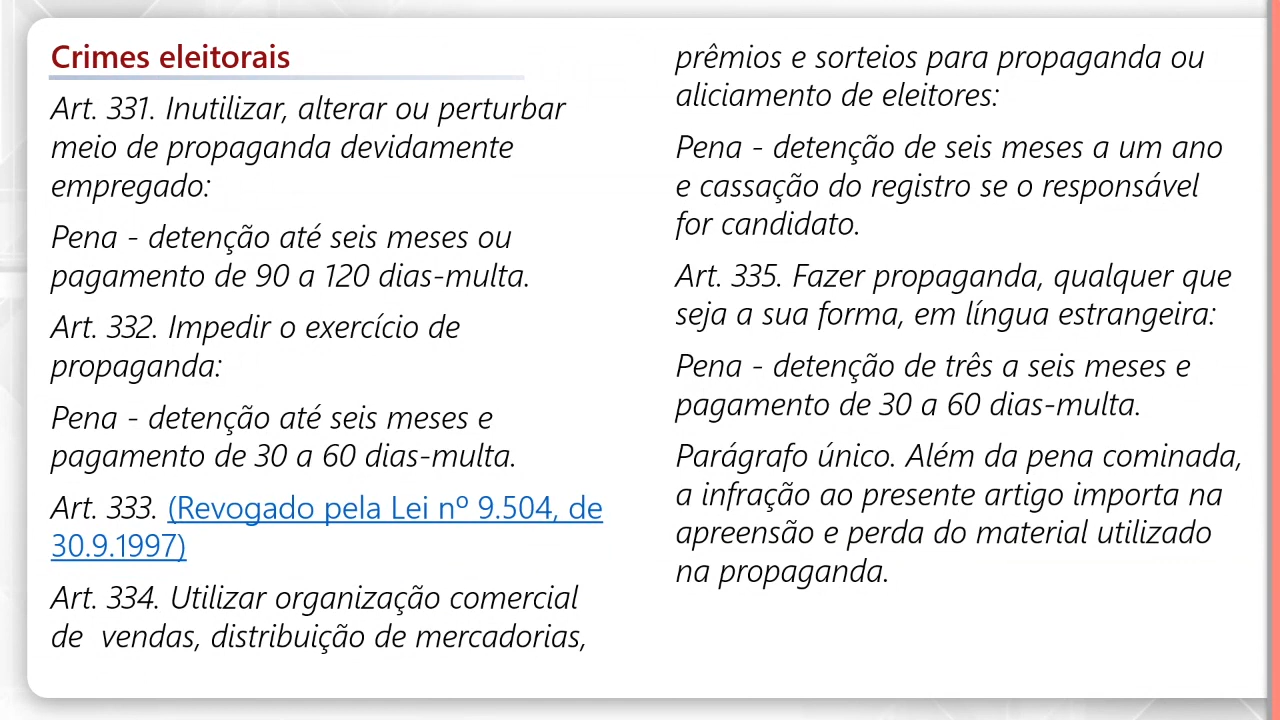 Crimes eleitorais
Art. 331. Inutilizar, alterar ou perturbar
meio de propaganda devidamente
empregado:
Pena - detenção até seis meses ou
pagamento de 90 a 120 dias-multa.
Art. 332. Impedir o exercício de
propaganda:
Pena - detenção até seis meses e
pagamento de 30 a 60 dias-multa.
Art. 333. (Revogado pela Lei nº 9.504, de
30.9.1997)
Art. 334. Utilizar organização comercial
de  vendas, distribuição de mercadorias,
prêmios e sorteios para propaganda ou
aliciamento de eleitores:
Pena - detenção de seis meses a um ano
e cassação do registro se o responsável
for candidato.
Art. 335. Fazer propaganda, qualquer que
seja a sua forma, em língua estrangeira:
Pena - detenção de três a seis meses e
pagamento de 30 a 60 dias-multa.
Parágrafo único. Além da pena cominada,
a infração ao presente artigo importa na
apreensão e perda do material utilizado
na propaganda.